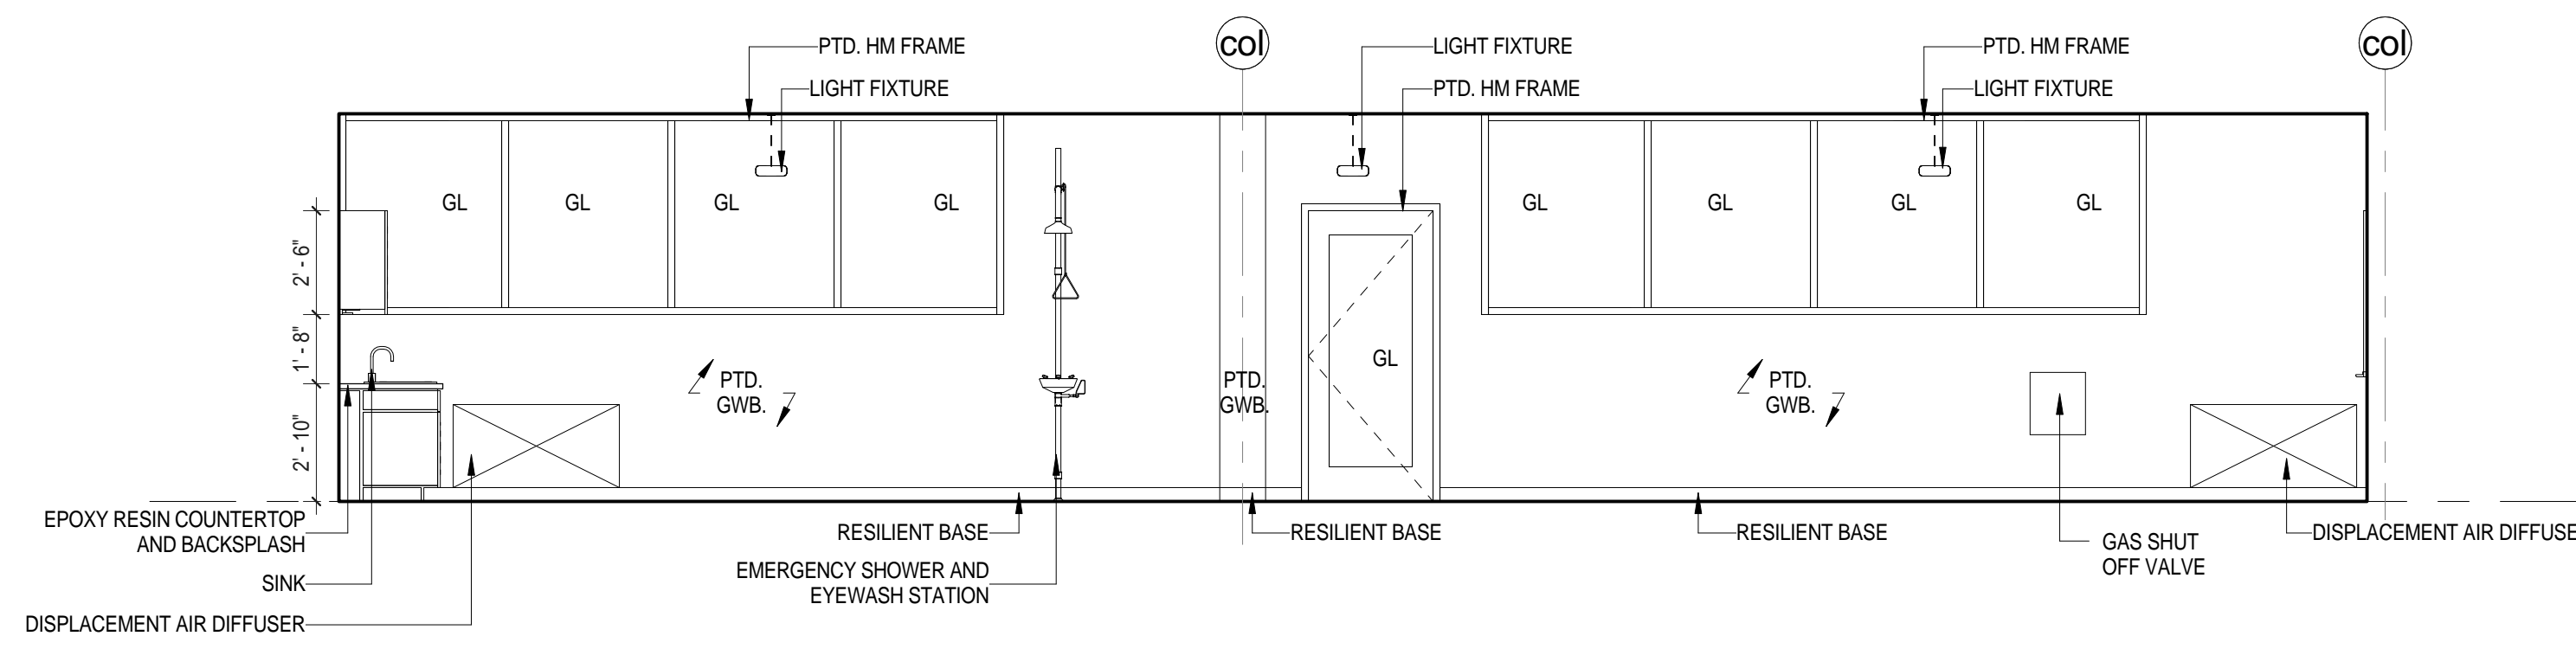 col
col
PTD. HM FRAME
LIGHT FIXTURE
PTD. HM FRAME
LIGHT FIXTURE
PTD. HM FRAME
LIGHT FIXTURE
GL
GL
GL
GL
GL
GL
GL
GL
2' - 6"
1' - 8"
2' - 10"
PTD.
GWB.
PTD.
GWB.
GL
PTD.
GWB.
EPOXY RESIN COUNTERTOP
AND BACKSPLASH
SINK
DISPLACEMENT AIR DIFFUSER
RESILIENT BASE
EMERGENCY SHOWER AND
EYEWASH STATION
RESILIENT BASE
RESILIENT BASE
GAS SHUT
OFF VALVE
DISPLACEMENT AIR DIFFUSE